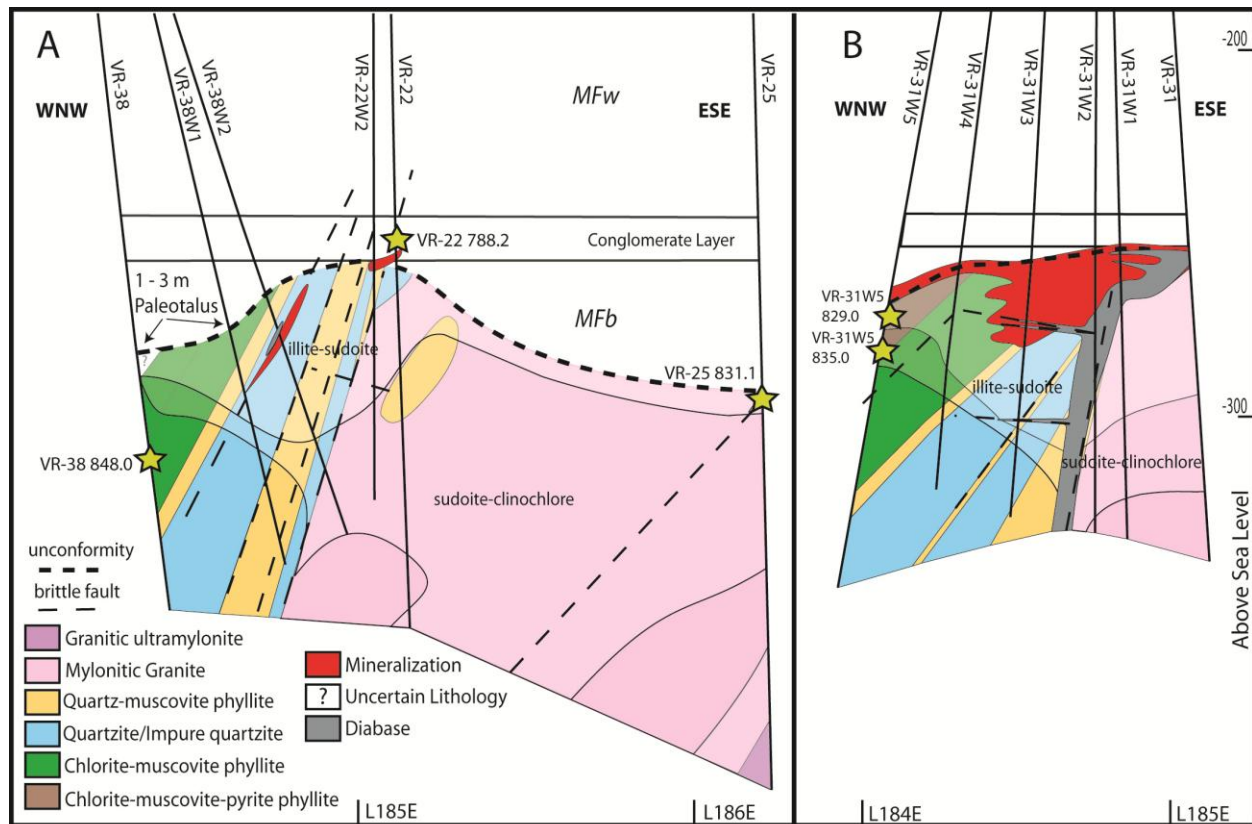 A
VR-38
VR-38W1
VR-38W2
VR-22W2
VR-22
VR-25
WNW
MFw
ESE
VR-22 788.2
Conglomerate Layer
1 - 3 m
Paleotalus
?
MFb
illite-sudoite
VR-25 831.1
VR-38 848.0
sudoite-clinochlore
unconformity
brittle fault
Granitic ultramylonite
Mylonitic Granite
Quartz-muscovite phyllite
Quartzite/Impure quartzite
Chlorite-muscovite phyllite
Chlorite-muscovite-pyrite phyllite
Mineralization
? Uncertain Lithology
Diabase
L185E
L186E
B
VR-31W5
VR-31W4
VR-31W3
VR-31W2
VR-31W1
VR-31
-200
WNW
ESE
VR-31W5
829.0
VR-31W5
835.0
illite-sudoite
-300
sudoite-clinochlore
Above Sea Level
L184E
L185E